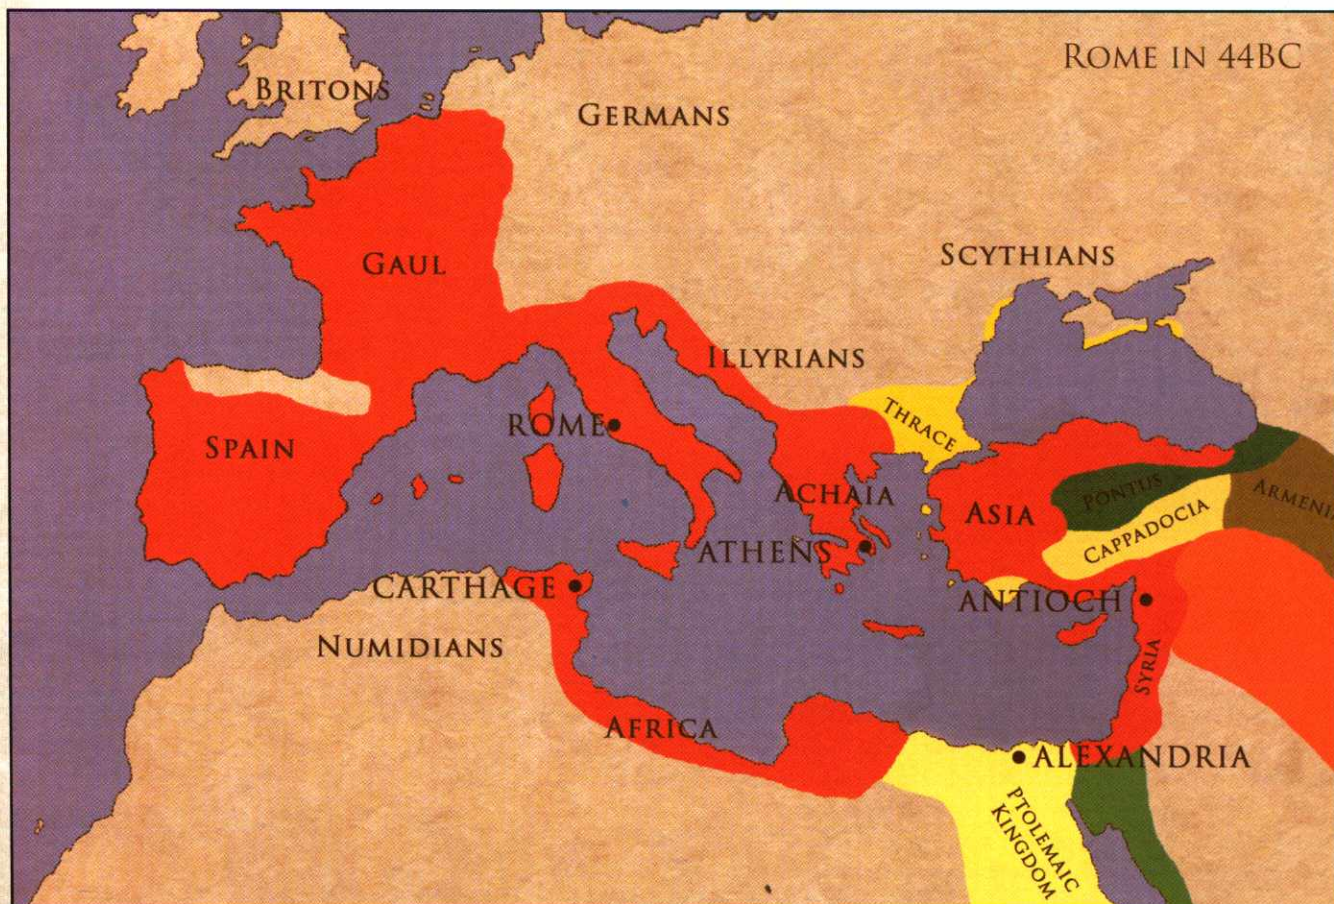 ROME IN 44BC
BRITONS
GERMANS
SCYTHIANS
GAUL
ILLYRIANS
THRACE
ROME
SPAIN
ACHAIA
ASIA
PONTUS
ARMENI
CAPPADOCIA
ATHENS
CARTHAGE
ANTIOCH
NUMIDIANS
SYRIA
AFRICA
ALEXANDRIA
PTOLEMAIC
KINGDOM